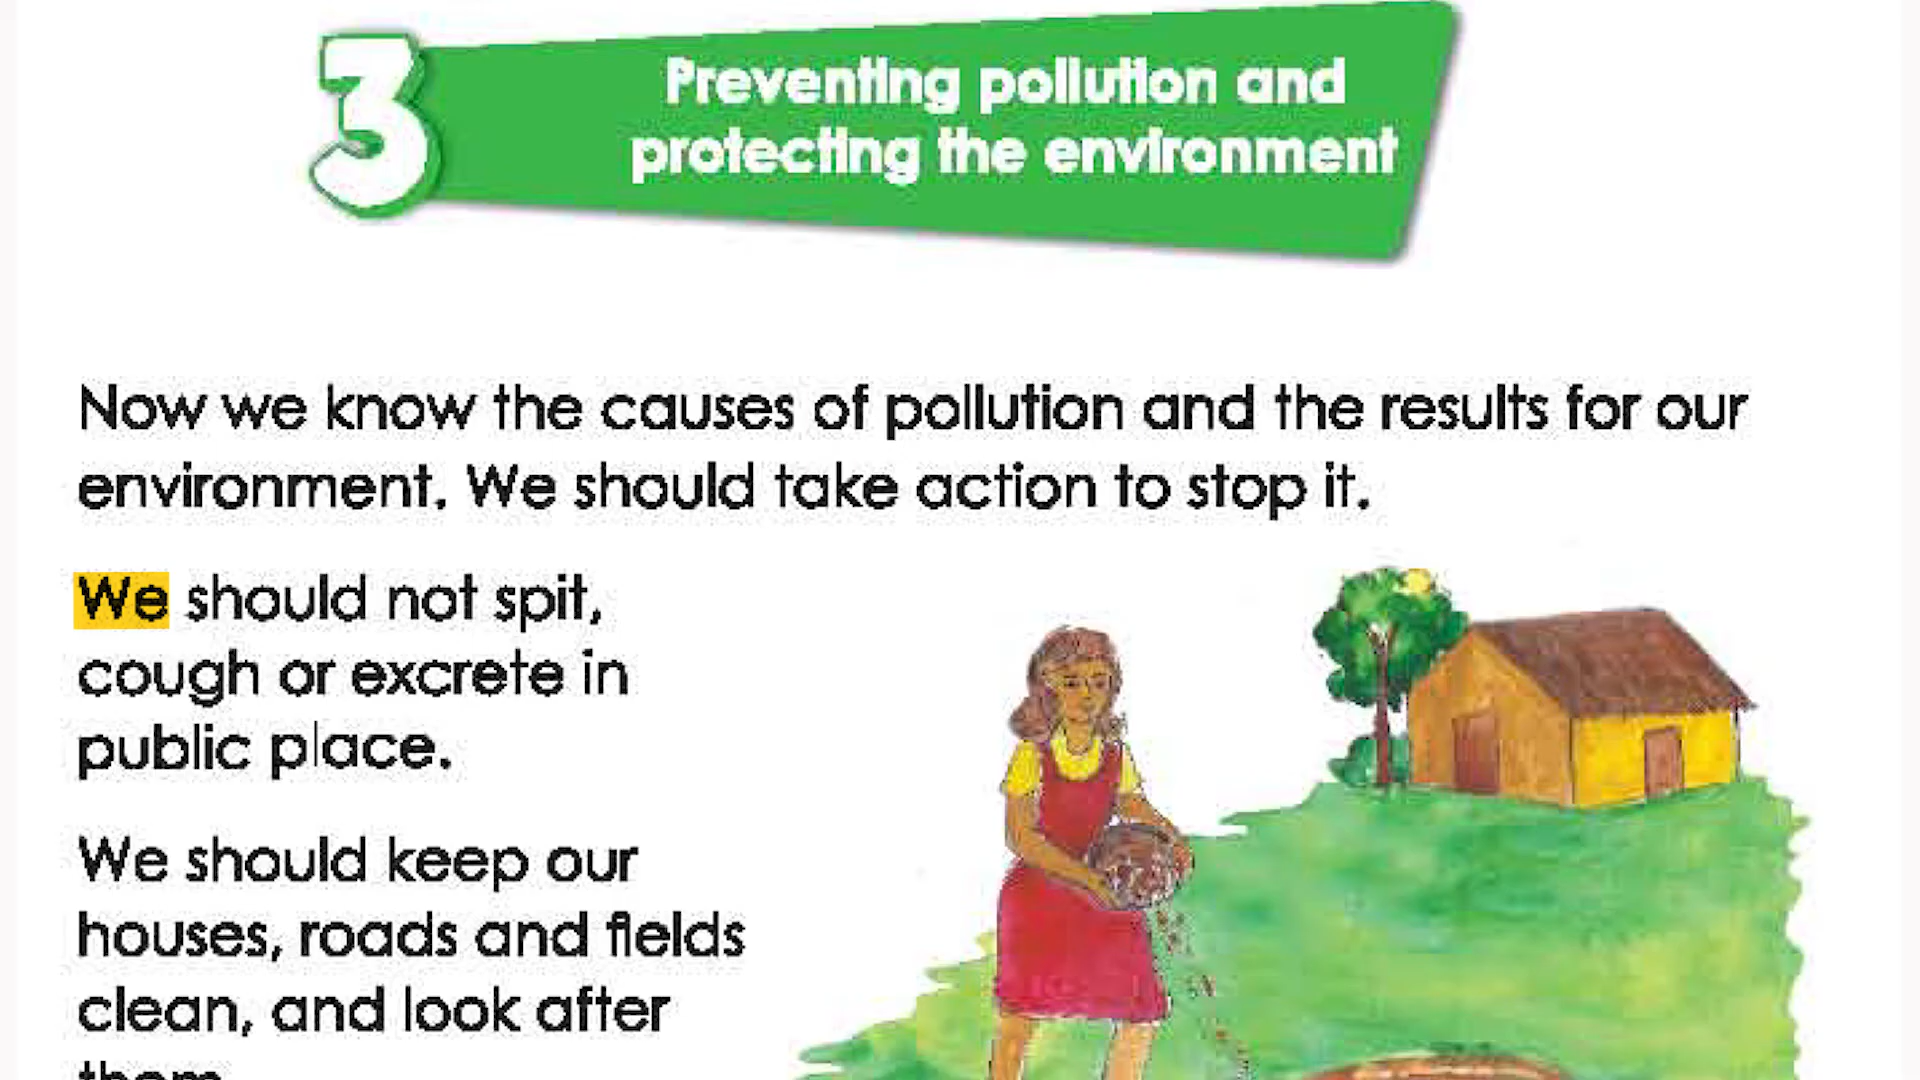 3
Preventing pollution and
protecting the environment
Now we know the causes of pollution and the results for our
environment. We should take action to stop it.
We should not spit,
cough or excrete in
public place.
We should keep our
houses, roads and fields
clean, and look after
them.